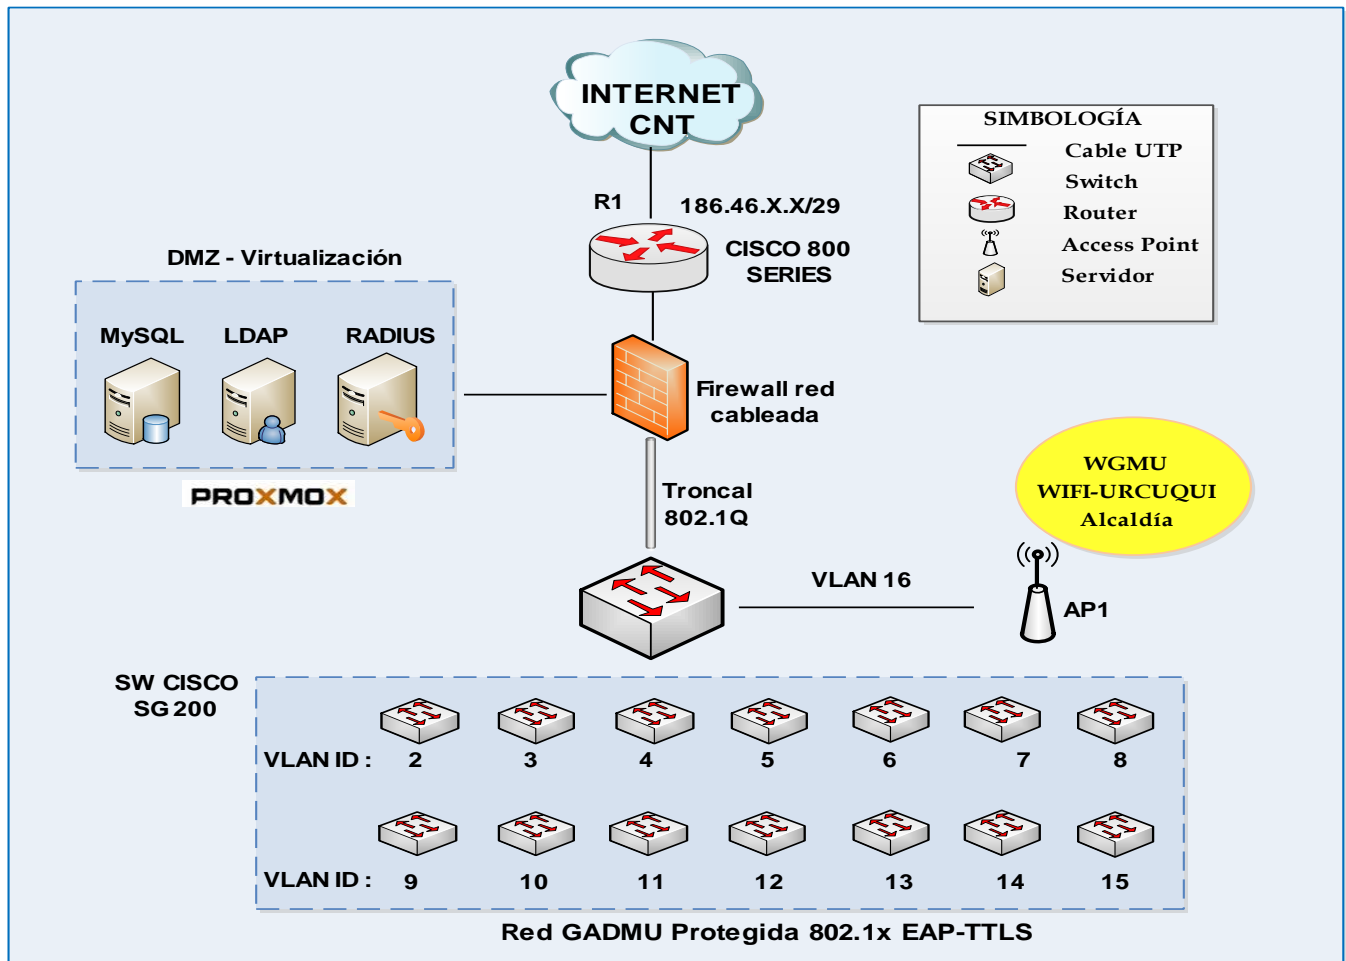 INTERNET
CNT
SIMBOLOGÍA
Cable UTP
Switch
Router
Access Point
Servidor
R1
186.46.X.X/29
CISCO 800
SERIES
DMZ - Virtualización
MySQL
LDAP
RADIUS
PROXMOX
Firewall red
cableada
Troncal
802.1Q
WGMU
WIFI-URCUQUI
Alcaldía
VLAN 16
AP1
SW CISCO
SG 200
VLAN ID : 2 3 4 5 6 7 8
VLAN ID : 9 10 11 12 13 14 15
Red GADMU Protegida 802.1x EAP-TTLS